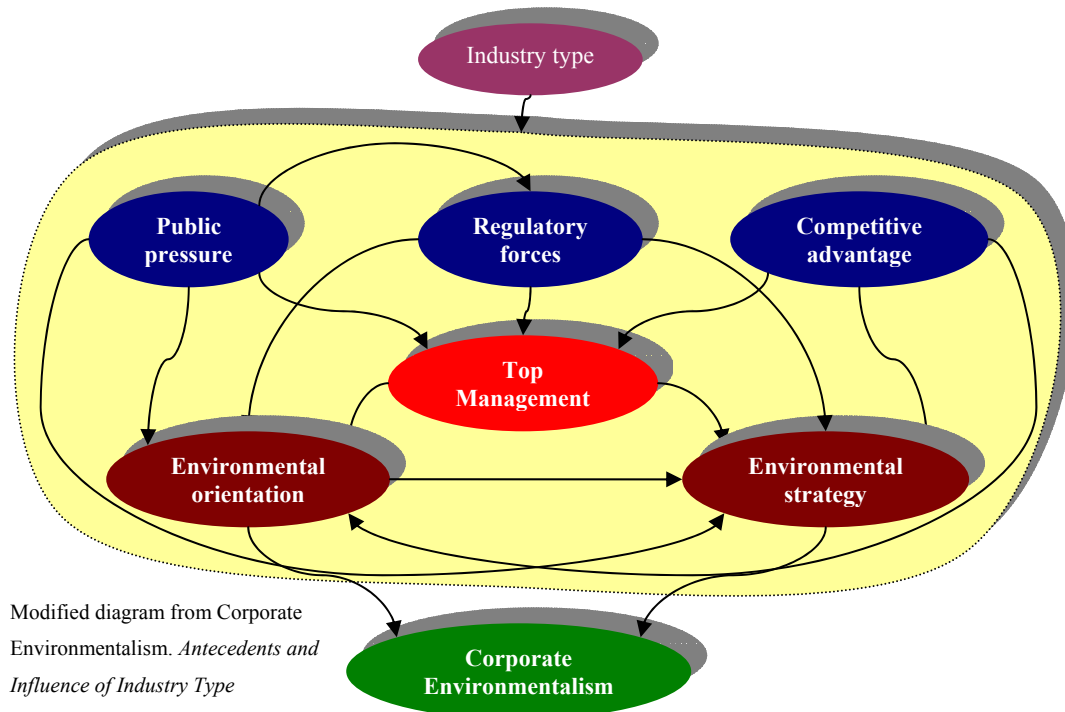 Industry type
Public
pressure
Regulatory
forces
Competitive
advantage
Top
Management
Environmental
orientation
Environmental
strategy
Modified diagram from Corporate
Environmentalism. Antecedents and
Influence of Industry Type
Corporate
Environmentalism